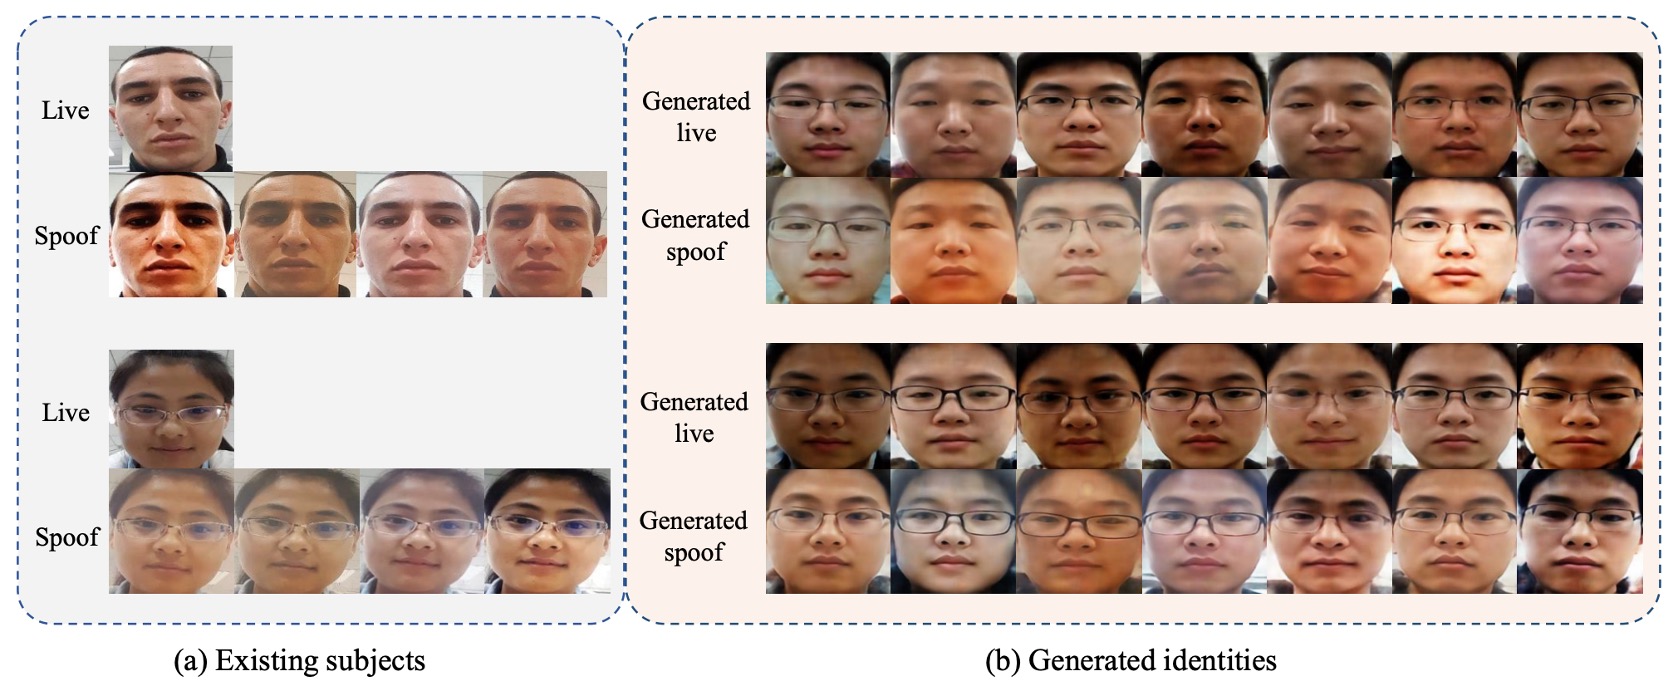 Live
Spoof
Live
Spoof
(a) Existing subjects
Generated
live
Generated
spoof
Generated
live
Generated
spoof
(b) Generated identities